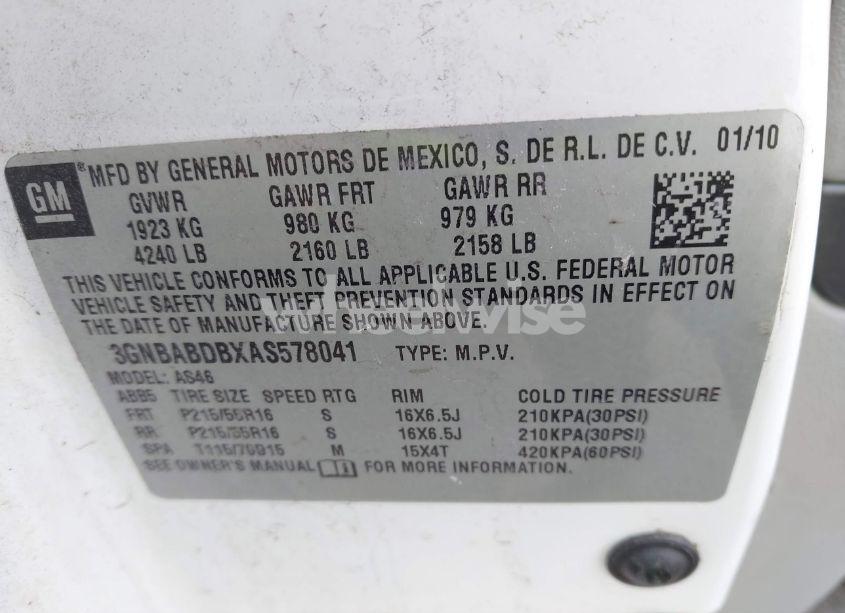 GM
® MFD BY GENERAL MOTORS DE MEXICO, S. DE R.L. DE C.V. 01/10
GVWR GAWR FRT GAWR RR
1923 KG 980 KG 979 KG
4240 LB 2160 LB 2158 LB
THIS VEHICLE CONFORMS TO ALL APPLICABLE U.S. FEDERAL MOTOR
VEHICLE SAFETY AND THEFT PREVENTION STANDARDS IN EFFECT ON
THE DATE OF MANUFACTURE SHOWN ABOVE.
3GNBABDBXAS578041 TYPE: M.P.V.
MODEL: AS46
TIRE SIZE SPEED RTG RIM COLD TIRE PRESSURE
FRT P215/55R16 S 16X6.5J 210KPA(30PSI)
RR P215/55R16 S 16X6.5J 210KPA(30PSI)
SPA M 15X4T 420KPA(60PSI)
SEE OWNER'S MANUAL FOR MORE INFORMATION.